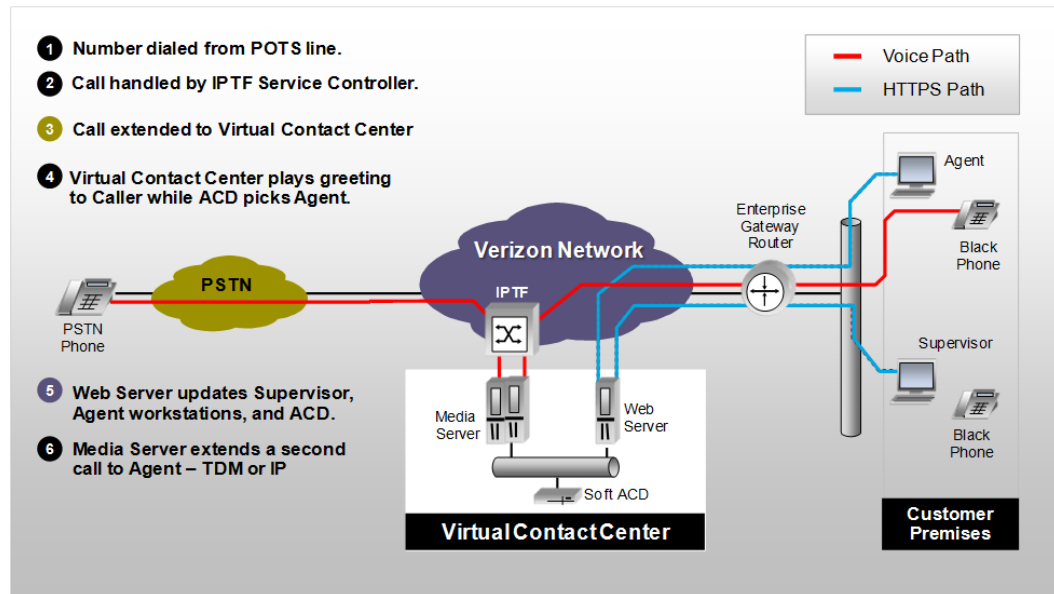 1 Number dialed from POTS line.
2 Call handled by IPTF Service Controller.
3 Call extended to Virtual Contact Center
4 Virtual Contact Center plays greeting
to Caller while ACD picks Agent.
Voice Path
HTTPS Path
Agent
Enterprise
Gateway
Router
Black
Phone
Verizon Network
PSTN
IPTF
PSTN
Phone
Supervisor
5 Web Server updates Supervisor,
Agent workstations, and ACD.
6 Media Server extends a second
call to Agent – TDM or IP
Media
Server
Web
Server
Black
Phone
Soft ACD
Virtual Contact Center
Customer
Premises